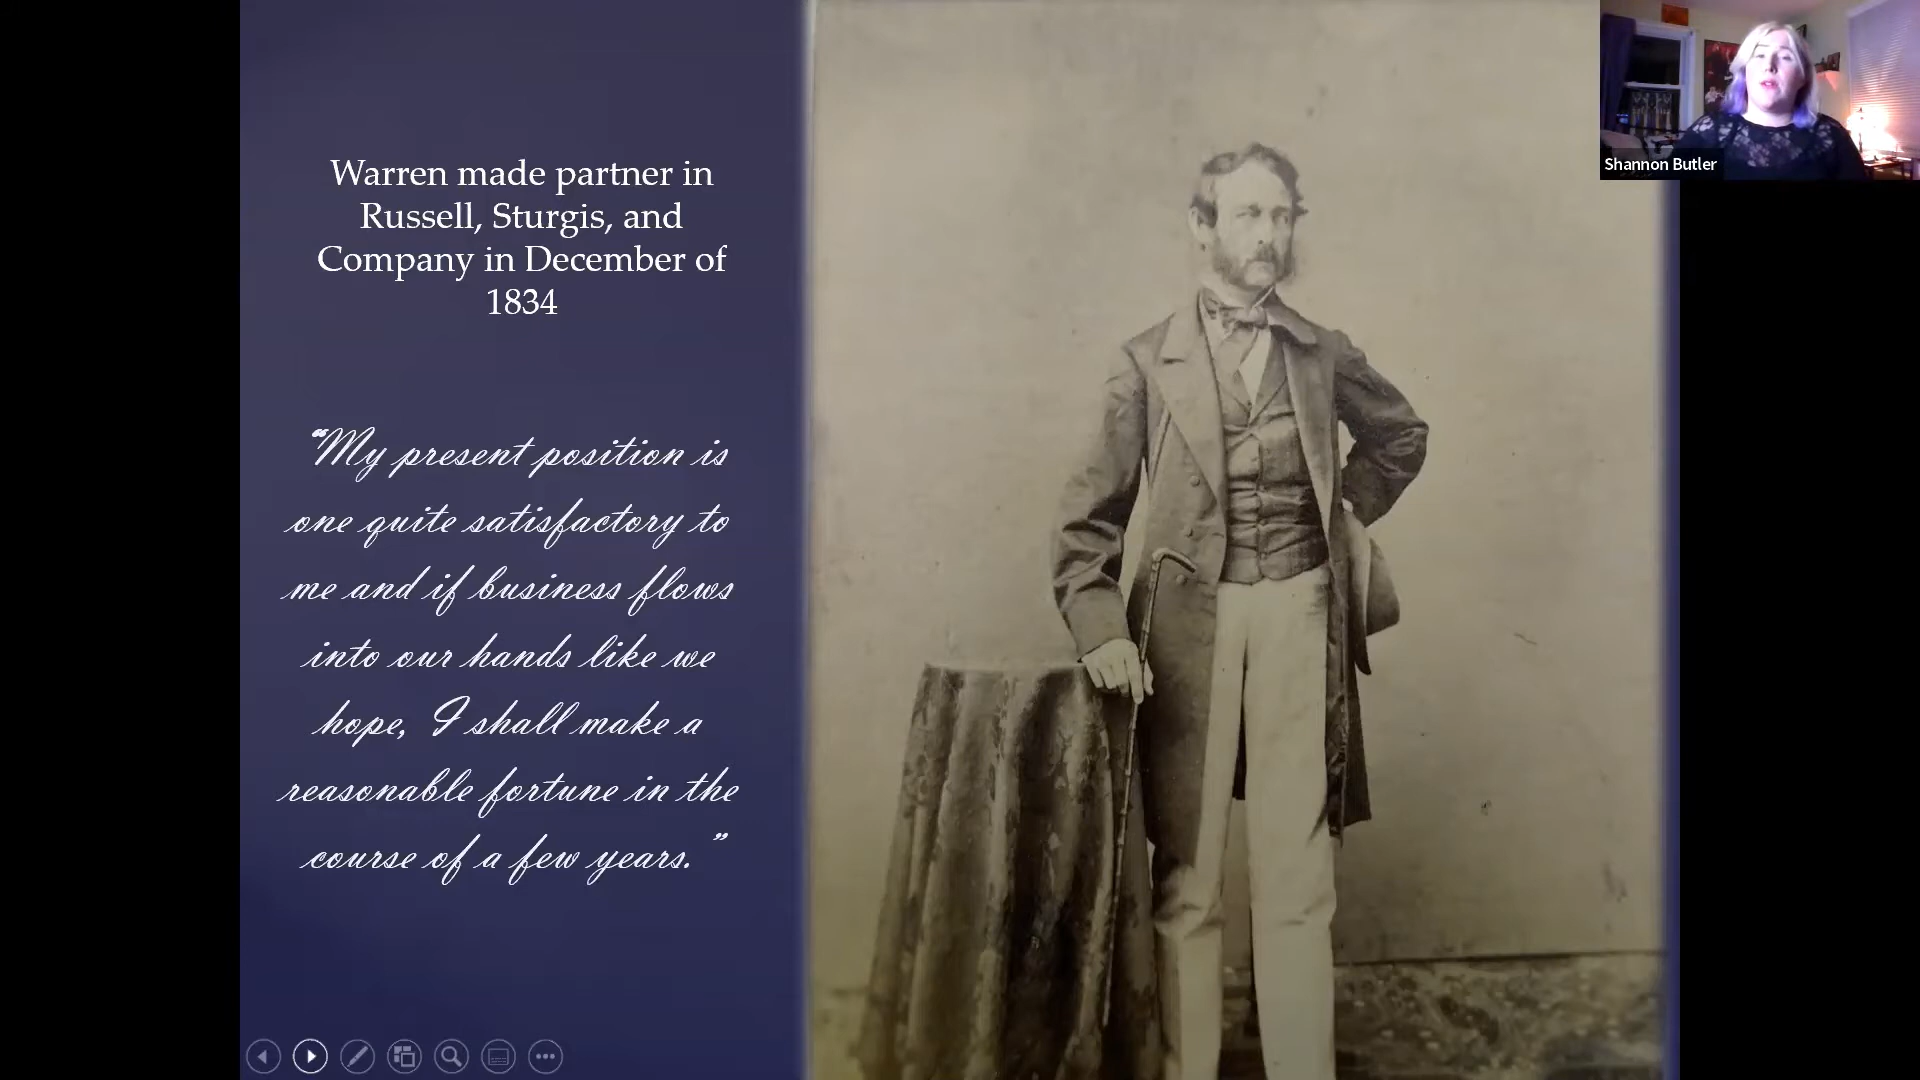 Warren made partner in
Russell, Sturgis, and
Company in December of
1834
“My present position is
one quite satisfactory to
me and if business flows
into our hands like we
hope, I shall make a
reasonable fortune in the
course of a few years.”
Shannon Butler